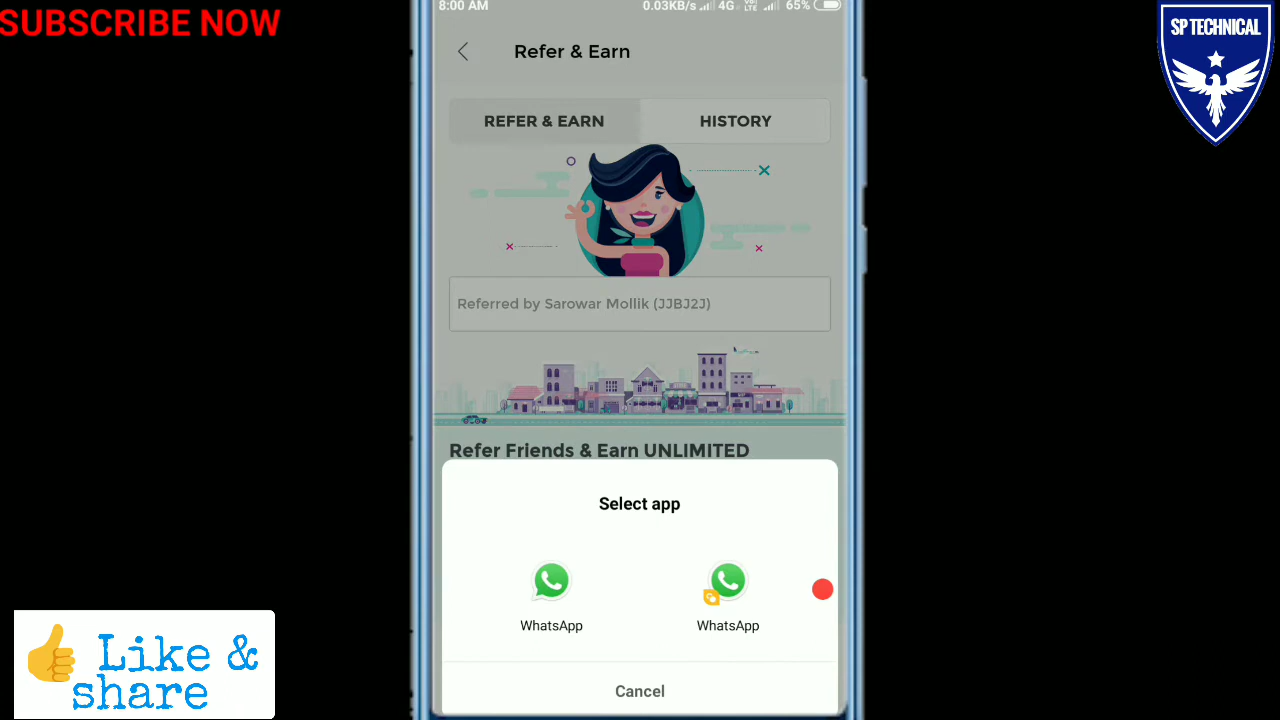 SUBSCRIBE NOW
8:00 AM
0.03KB/s 4G VoLTE 65%
SP TECHNICAL
Refer & Earn
REFER & EARN
HISTORY
Referred by Sarowar Mollik (JJBJ2J)
Refer Friends & Earn UNLIMITED
Select app
WhatsApp
WhatsApp
Like &
share
Cancel